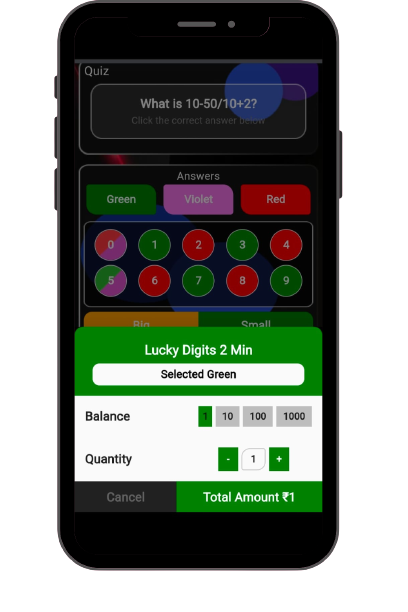 Quiz
What is 10-50/10+2?
Click the correct answer below
Answers
Green VIolet Red
0 1 2 3 4
5 6 7 8 9
Big Small
Lucky Digits 2 Min
Selected Green
Balance 1 10 100 1000
Quantity - 1 +
Cancel Total Amount ₹1